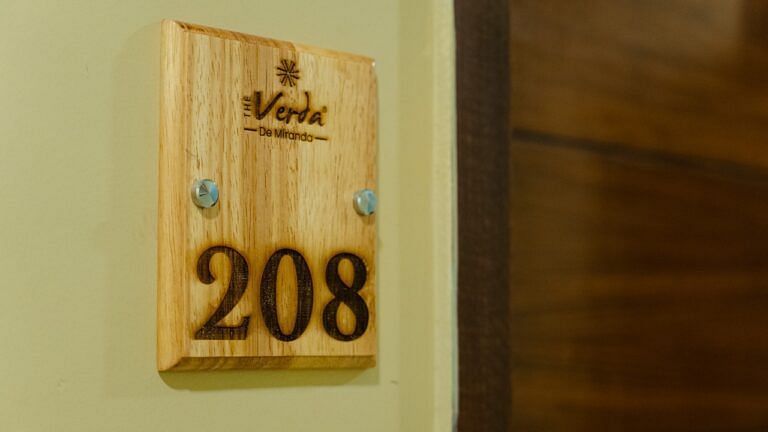 THE Verda
De Miranda
208